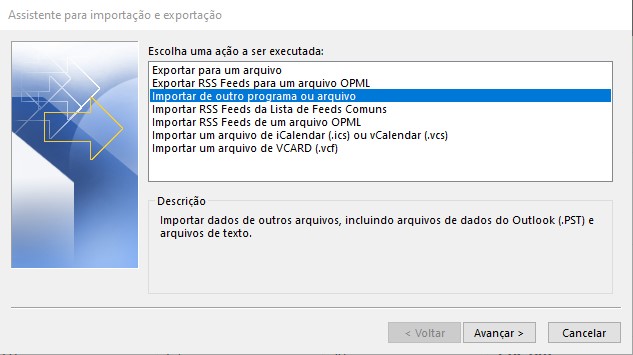 Assistente para importação e exportação
Escolha uma ação a ser executada:
Exportar para um arquivo
Exportar RSS Feeds para um arquivo OPML
Importar de outro programa ou arquivo
Importar RSS Feeds da Lista de Feeds Comuns
Importar RSS Feeds de um arquivo OPML
Importar um arquivo de iCalendar (.ics) ou vCalendar (.vcs)
Importar um arquivo de VCARD (.vcf)
Descrição
Importar dados de outros arquivos, incluindo arquivos de dados do Outlook (.PST) e
arquivos de texto.
< Voltar
Avançar >
Cancelar